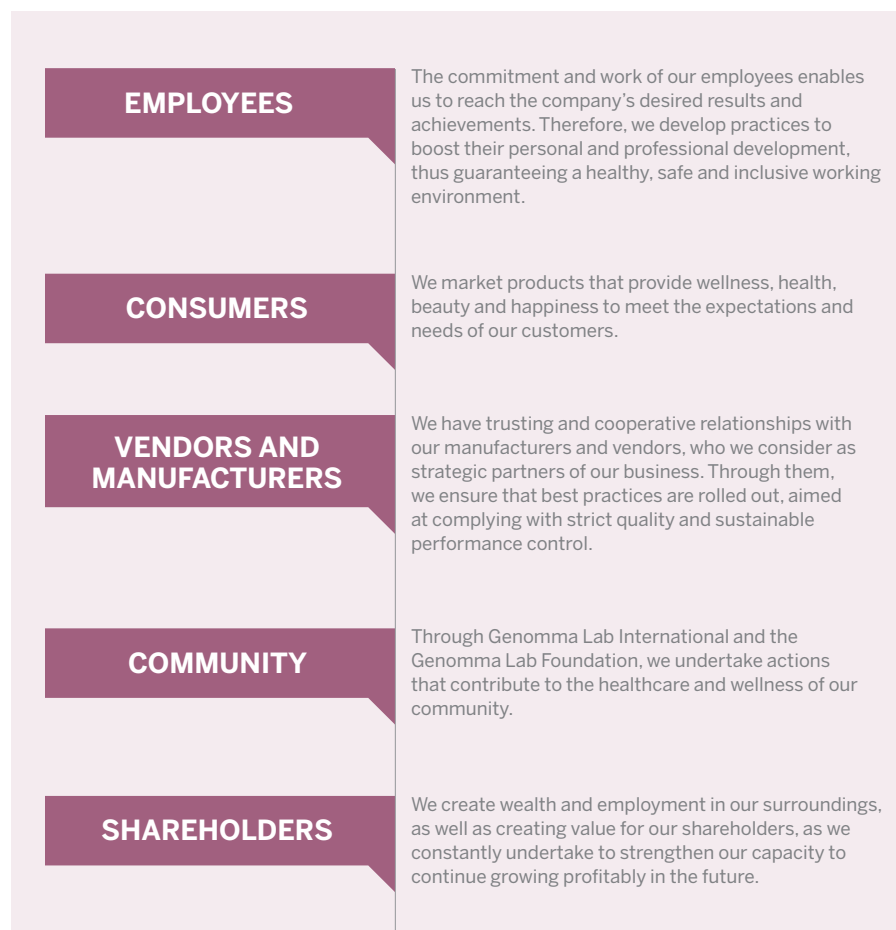 EMPLOYEES
The commitment and work of our employees enables
us to reach the company's desired results and
achievements. Therefore, we develop practices to
boost their personal and professional development,
thus guaranteeing a healthy, safe and inclusive working
environment.
CONSUMERS
We market products that provide wellness, health,
beauty and happiness to meet the expectations and
needs of our customers.
VENDORS AND
MANUFACTURERS
We have trusting and cooperative relationships with
our manufacturers and vendors, who we consider as
strategic partners of our business. Through them,
we ensure that best practices are rolled out, aimed
at complying with strict quality and sustainable
performance control.
COMMUNITY
Through Genomma Lab International and the
Genomma Lab Foundation, we undertake actions
that contribute to the healthcare and wellness of our
community.
SHAREHOLDERS
We create wealth and employment in our surroundings,
as well as creating value for our shareholders, as we
constantly undertake to strengthen our capacity to
continue growing profitably in the future.